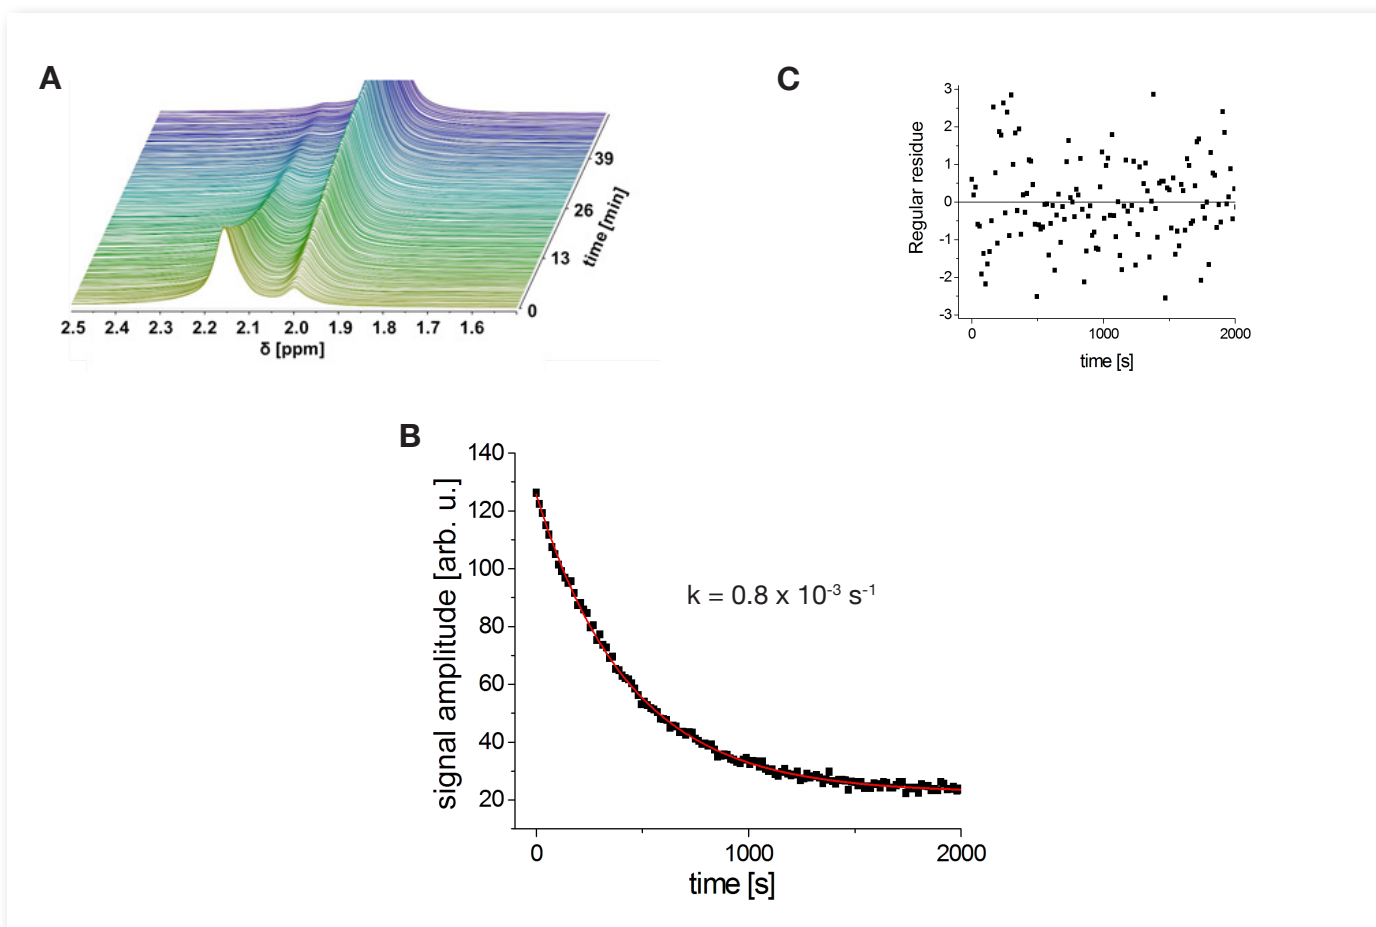 A
39
26
13
0
time [min]
2.5 2.4 2.3 2.2 2.1 2.0 1.9 1.8 1.7 1.6
δ [ppm]
C
3
2
1
0
-1
-2
-3
Regular residue
0 1000 2000
time [s]
B
140
120
100
80
60
40
20
signal amplitude [arb. u.]
k = 0.8 x 10⁻³ s⁻¹
0 1000 2000
time [s]